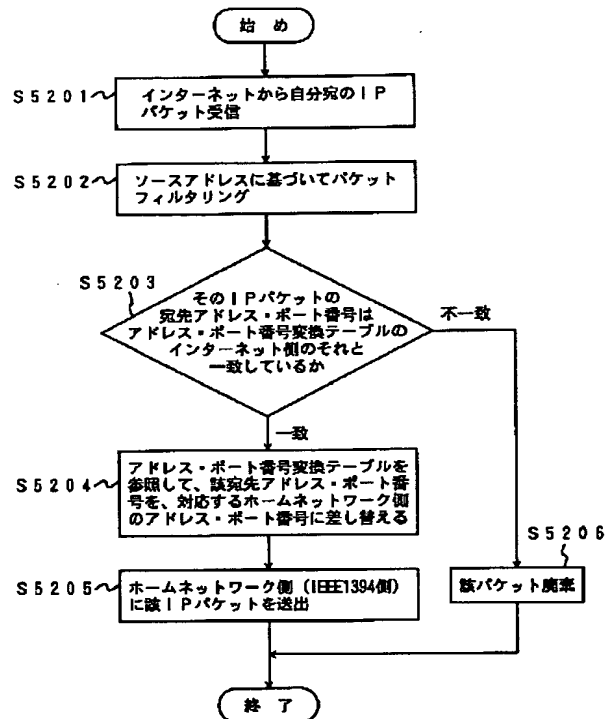 始 め
S5201
インターネットから自分宛のIP
パケット受信
S5202
ソースアドレスに基づいてパケット
フィルタリング
S5203
そのIPパケットの
宛先アドレス・ポート番号は
アドレス・ポート番号変換テーブルの
インターネット側のそれと
一致しているか
不一致
一致
S5204
アドレス・ポート番号変換テーブルを
参照して、該宛先アドレス・ポート番
号を、対応するホームネットワーク側
のアドレス・ポート番号に差し替える
S5205
ホームネットワーク側(IEEE1394側)
に該IPパケットを送出
S5206
該パケット廃棄
終 了